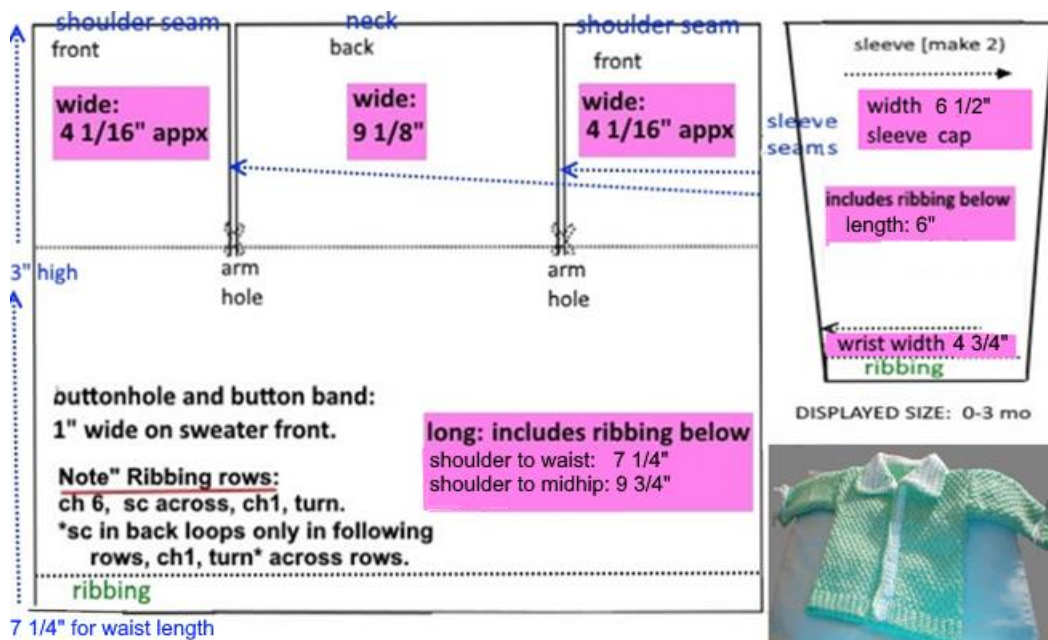 shoulder seam
neck
shoulder seam
front
back
front
wide:
4 1/16" appx
wide:
9 1/8"
wide:
4 1/16" appx
sleeve
seams
3" high
arm
hole
arm
hole
buttonhole and button band:
1" wide on sweater front.
Note" Ribbing rows:
ch 6, sc across, ch1, turn.
*sc in back loops only in following
rows, ch1, turn* across rows.
long: includes ribbing below
shoulder to waist: 7 1/4"
shoulder to midhip: 9 3/4"
ribbing
7 1/4" for waist length
sleeve [make 2)
width 6 1/2"
sleeve cap
includes ribbing below
length: 6"
wrist width 4 3/4"
ribbing
DISPLAYED SIZE: 0-3 mo